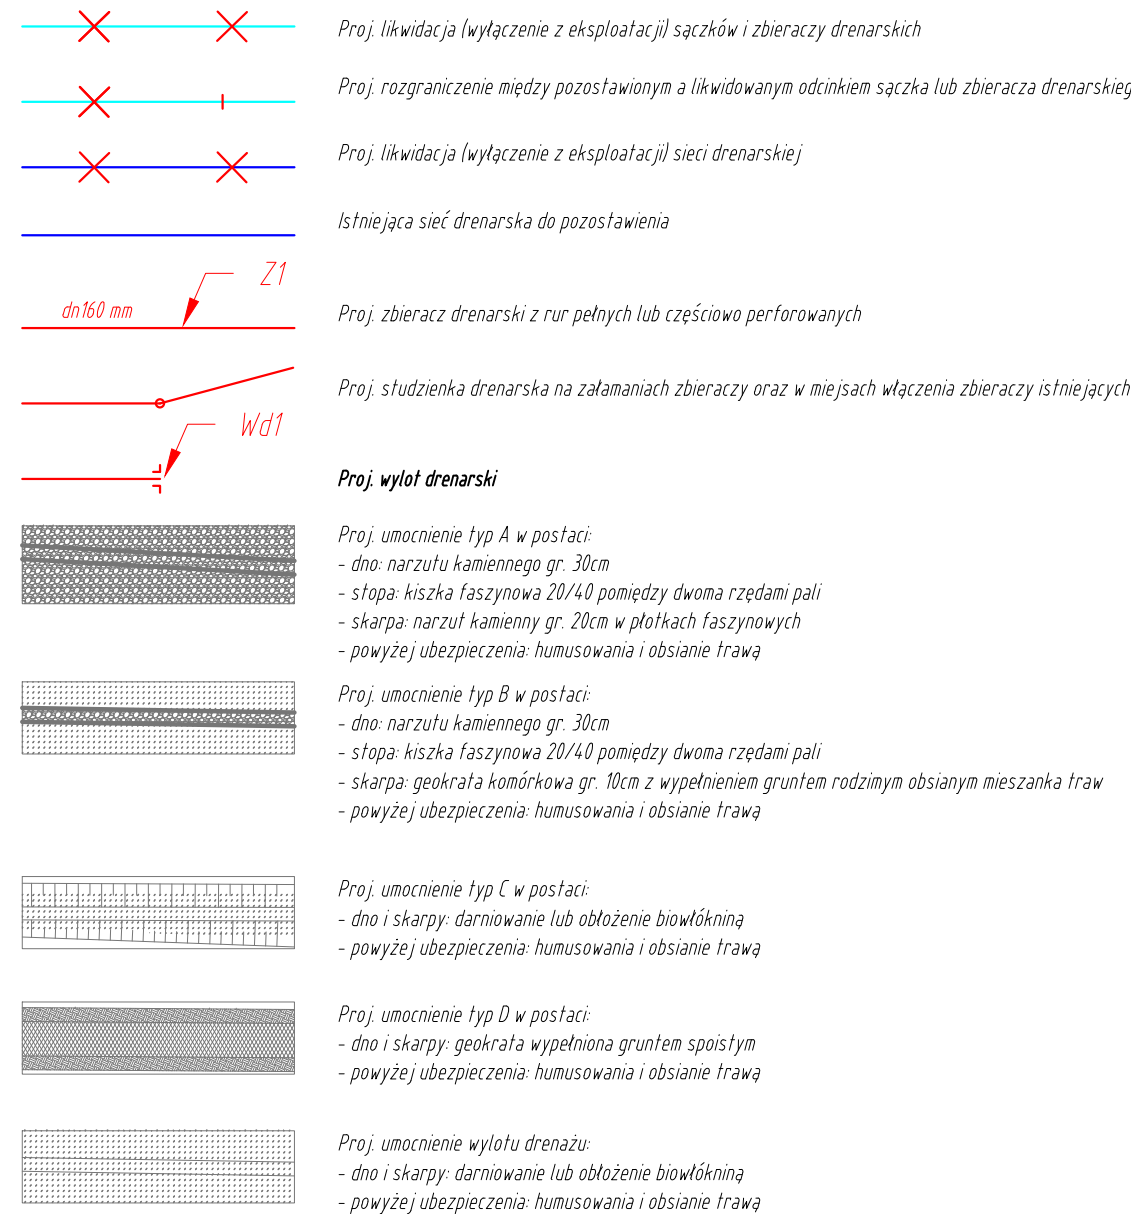 Proj. likwidacja (wyłączenie z eksploatacji) sączków i zbieraczy drenarskich
Proj. rozgraniczenie między pozostawionym a likwidowanym odcinkiem sączka lub zbieracza drenarskieg
Proj. likwidacja (wyłączenie z eksploatacji) sieci drenarskiej
Istniejąca sieć drenarska do pozostawienia
Z1
dn160 mm
Proj. zbieracz drenarski z rur pełnych lub częściowo perforowanych
Proj. studzienka drenarska na załamaniach zbieraczy oraz w miejsach włączenia zbieraczy istniejących
Wd1
Proj. wylot drenarski
Proj. umocnienie typ A w postaci:
- dno: narzutu kamiennego gr. 30cm
- stopa: kiszka faszynowa 20/40 pomiędzy dwoma rzędami pali
- skarpa: narzut kamienny gr. 20cm w płotkach faszynowych
- powyżej ubezpieczenia: humusowania i obsianie trawą
Proj. umocnienie typ B w postaci:
- dno: narzutu kamiennego gr. 30cm
- stopa: kiszka faszynowa 20/40 pomiędzy dwoma rzędami pali
- skarpa: geokrata komórkowa gr. 10cm z wypełnieniem gruntem rodzimym obsianym mieszanka traw
- powyżej ubezpieczenia: humusowania i obsianie trawą
Proj. umocnienie typ C w postaci:
- dno i skarpy: darniowanie lub obłożenie biowłókniną
- powyżej ubezpieczenia: humusowania i obsianie trawą
Proj. umocnienie typ D w postaci:
- dno i skarpy: geokrata wypełniona gruntem spoistym
- powyżej ubezpieczenia: humusowania i obsianie trawą
Proj. umocnienie wylotu drenażu:
- dno i skarpy: darniowanie lub obłożenie biowłókniną
- powyżej ubezpieczenia: humusowania i obsianie trawą